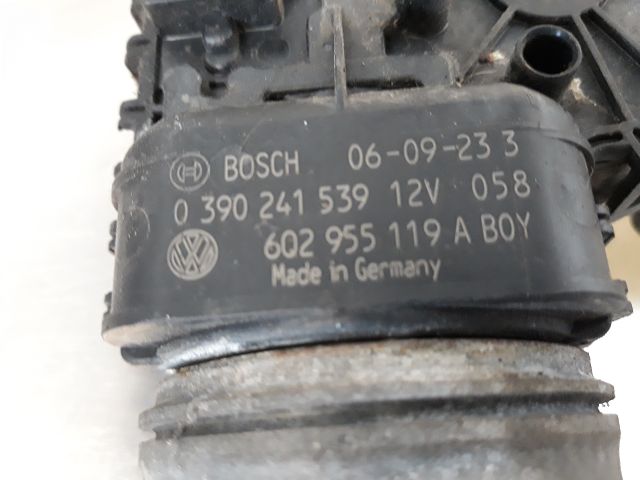 BOSCH 06-09-23 3
0 390 241 539 12V 058
6Q2 955 119 A BOY
Made in Germany